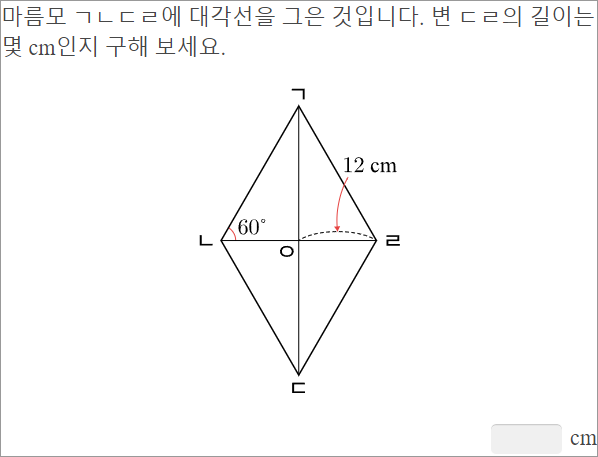 마름모 ㄱㄴㄷㄹ에 대각선을 그은 것입니다. 변 ㄷㄹ의 길이는
몇 cm인지 구해 보세요.
ㄱ
12 cm
60°
ㄴ
ㄹ
ㅇ
ㄷ
cm